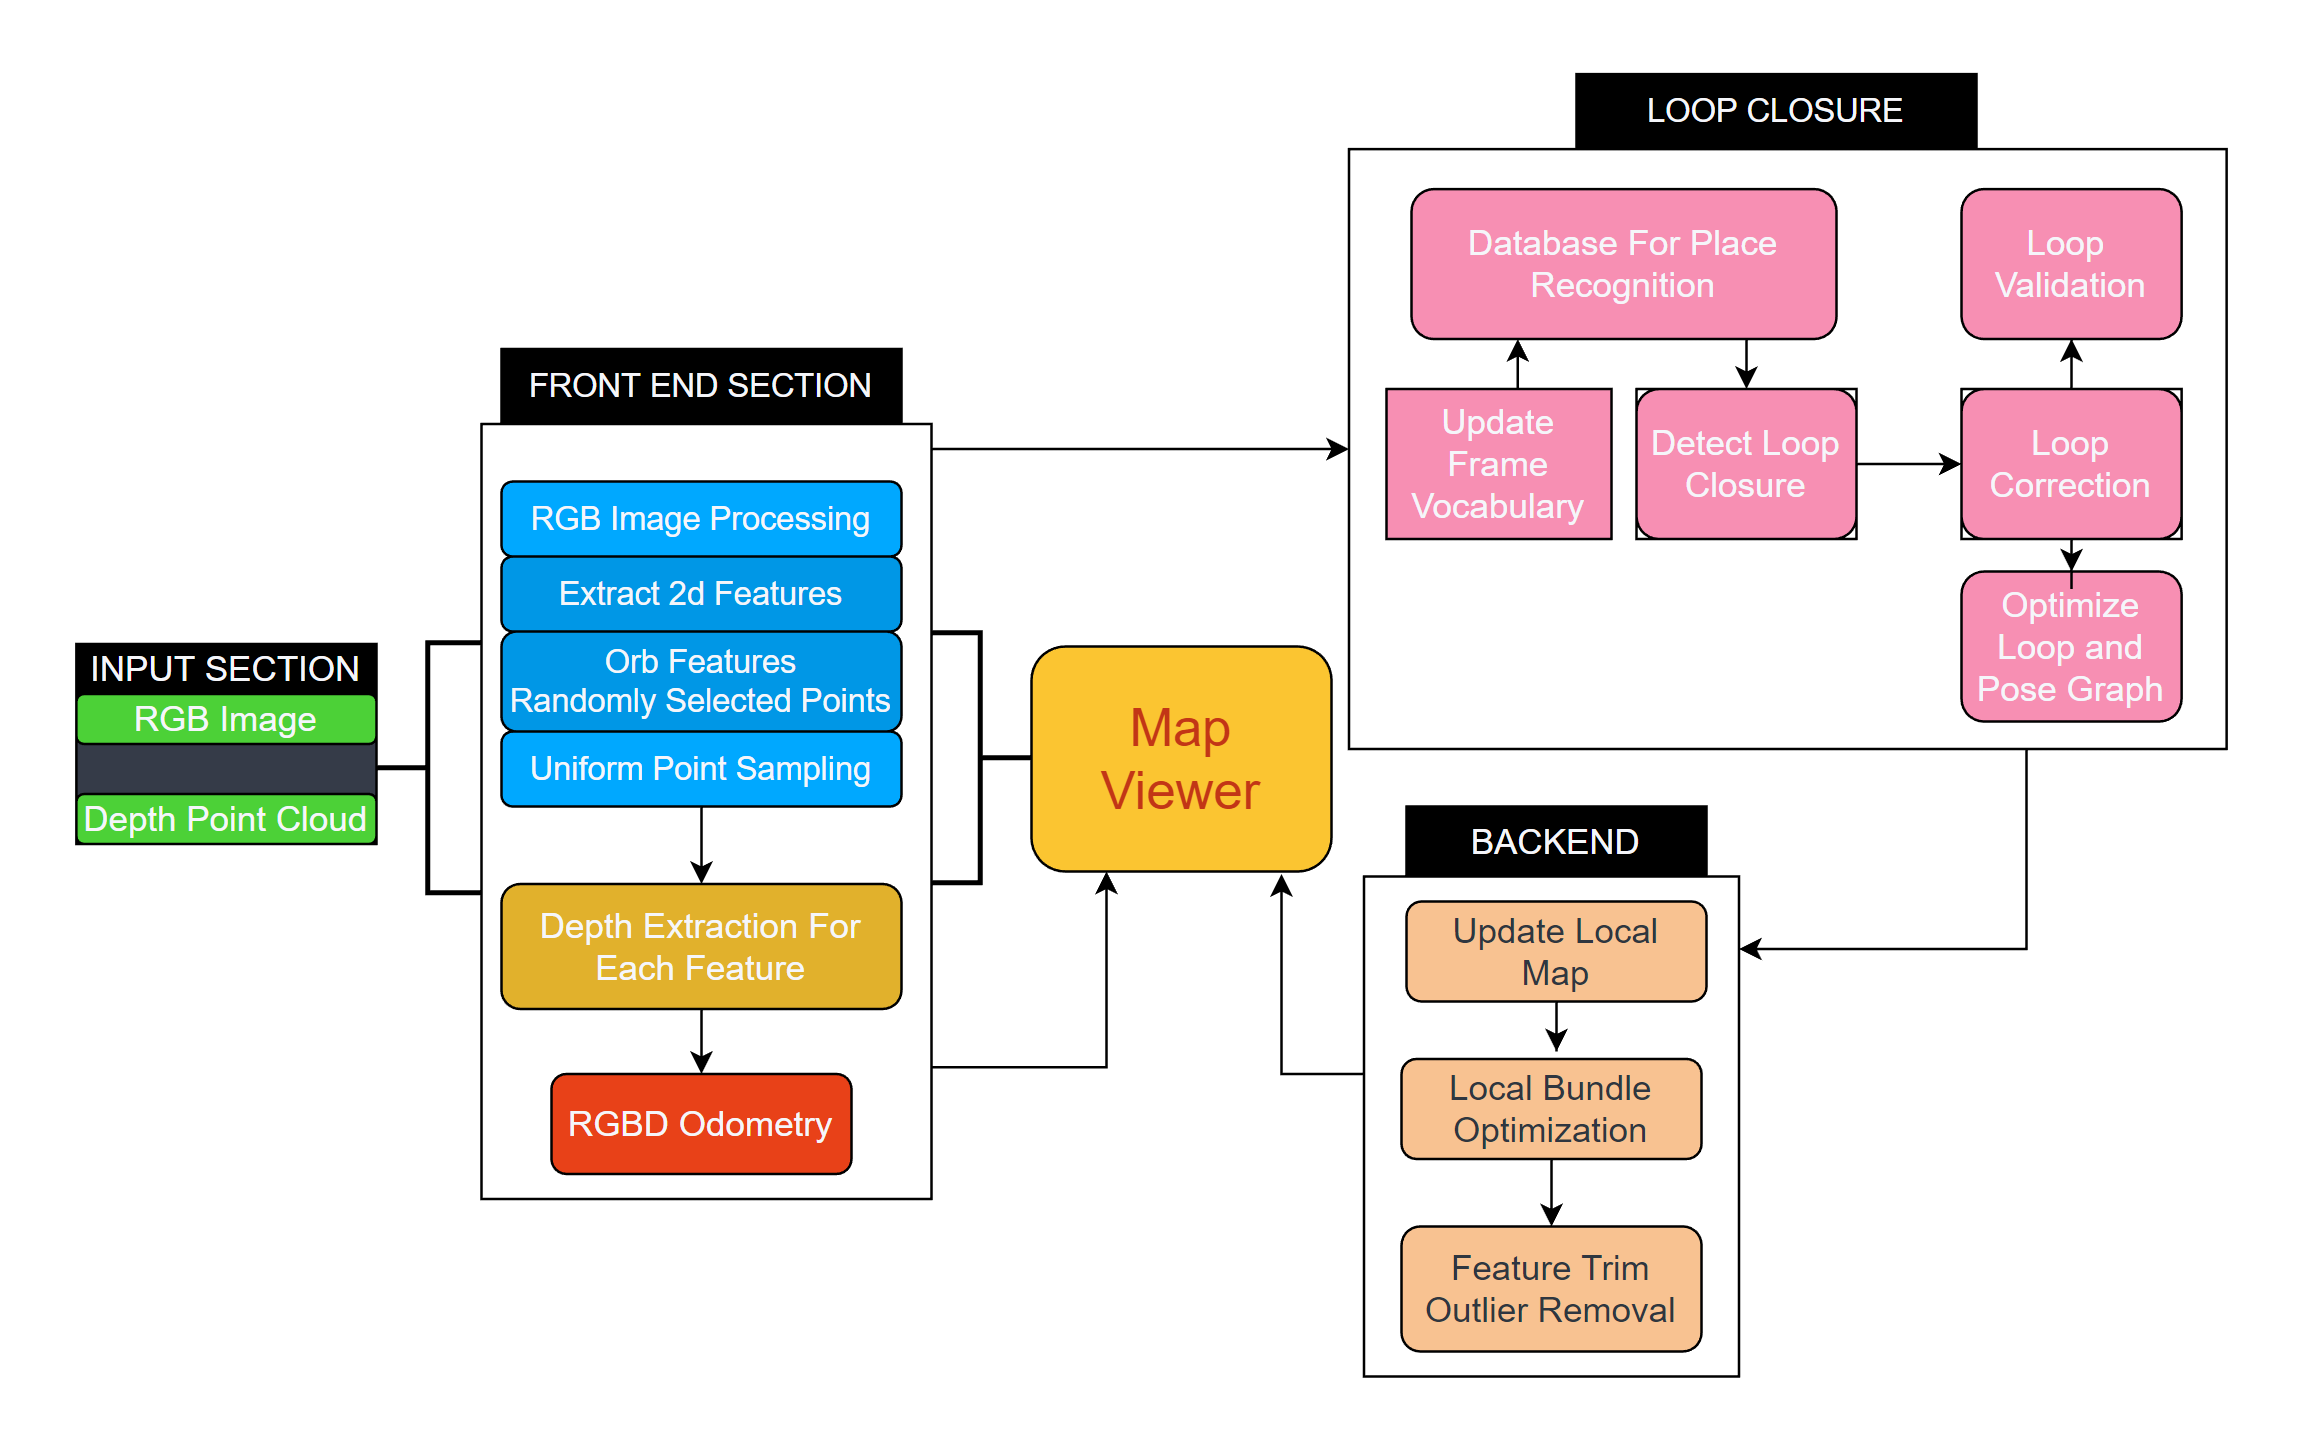 INPUT SECTION
RGB Image
Depth Point Cloud
FRONT END SECTION
RGB Image Processing
Extract 2d Features
Orb Features
Randomly Selected Points
Uniform Point Sampling
Depth Extraction For
Each Feature
RGBD Odometry
Map
Viewer
LOOP CLOSURE
Database For Place
Recognition
Loop
Validation
Update
Frame
Vocabulary
Detect Loop
Closure
Loop
Correction
Optimize
Loop and
Pose Graph
BACKEND
Update Local
Map
Local Bundle
Optimization
Feature Trim
Outlier Removal